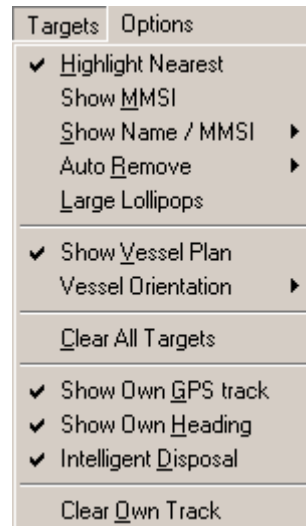 Targets Options
Highlight Nearest
Show MMSI
Show Name / MMSI
Auto Remove
Large Lollipops
Show Vessel Plan
Vessel Orientation
Clear All Targets
Show Own GPS track
Show Own Heading
Intelligent Disposal
Clear Own Track